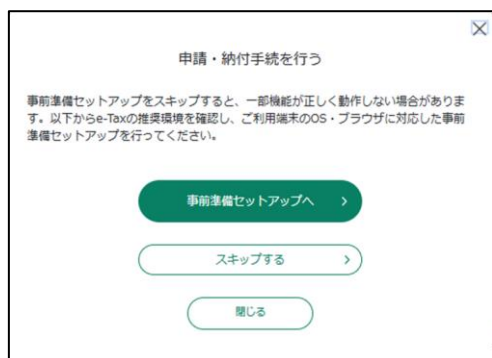 申請・納付手続を行う
事前準備セットアップをスキップすると、一部機能が正しく動作しない場合がありま
す。以下からe-Taxの推奨環境を確認し、ご利用端末のOS・ブラウザに対応した事前
準備セットアップを行ってください。
事前準備セットアップへ
スキップする
閉じる